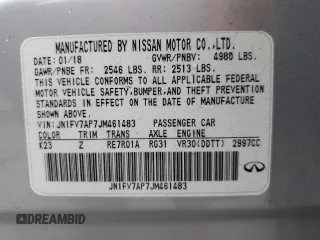 MANUFACTURED BY NISSAN MOTOR CO.,LTD.
DATE: 01/18 GVWR/PNBV: 4980 LBS.
GAWR/PNBE FR: 2546 LBS. RR: 2513 LBS.
THIS VEHICLE CONFORMS TO ALL APPLICABLE FEDERAL
MOTOR VEHICLE SAFETY,BUMPER,AND THEFT PREVENTION
STANDARDS IN EFFECT ON THE DATE OF MANUFACTURE
SHOWN ABOVE.
VIN: JN1FV7AP7JM461483 PASSENGER CAR
COLOR TRIM TRANS AXLE ENGINE
K23 Z RE7R01A RG31 VR30(DDTT) 2997CC
JN1FV7AP7JM461483
INFINITI
DREAMBID